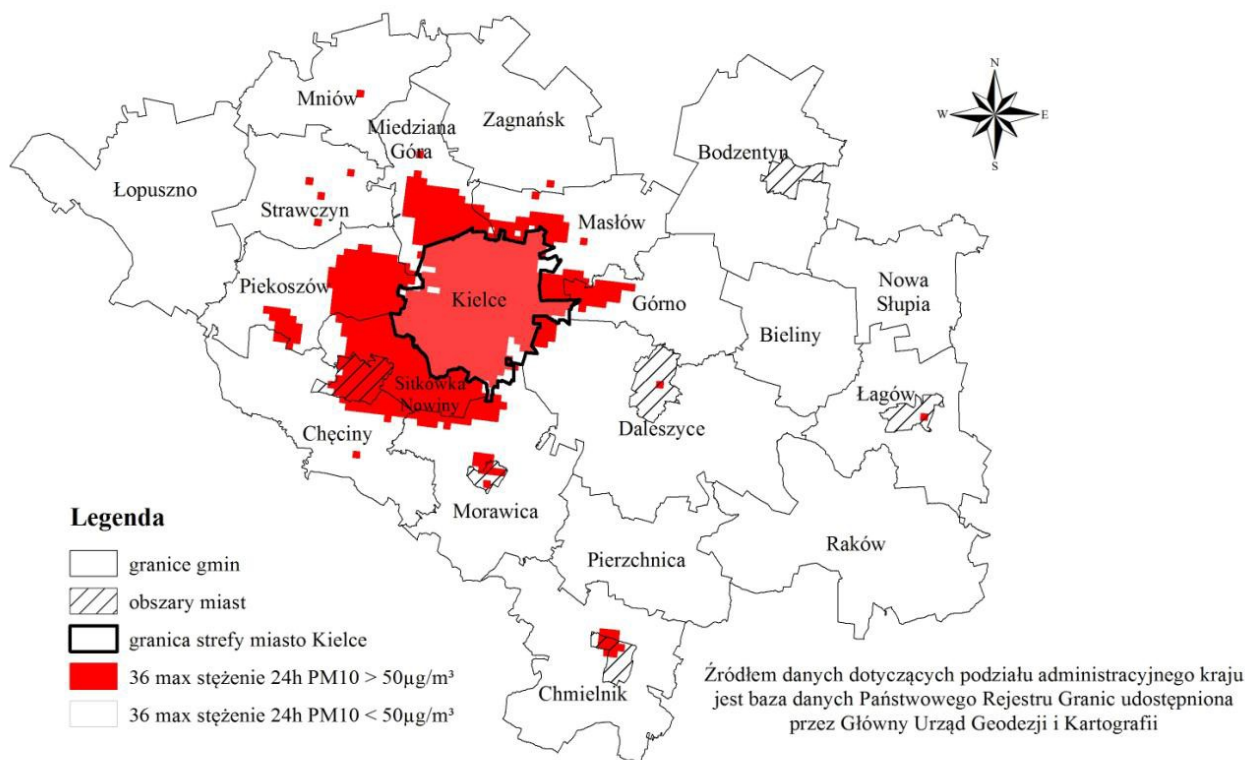 N
W
E
S
Mniów
Zagnańsk
Miedziana
Góra
Bodzentyn
Łopuszno
Strawczyn
Masłów
Nowa
Słupia
Piekoszów
Kielce
Górno
Bieliny
Sitkówka
Nowiny
Łagów
Chęciny
Daleszyce
Morawica
Raków
Pierzchnica
Chmielnik
Legenda
granice gmin
obszary miast
granica strefy miasto Kielce
36 max stężenie 24h PM10 > 50µg/m³
36 max stężenie 24h PM10 < 50µg/m³
Źródłem danych dotyczących podziału administracyjnego kraju
jest baza danych Państwowego Rejestru Granic udostępniona
przez Główny Urząd Geodezji i Kartografii